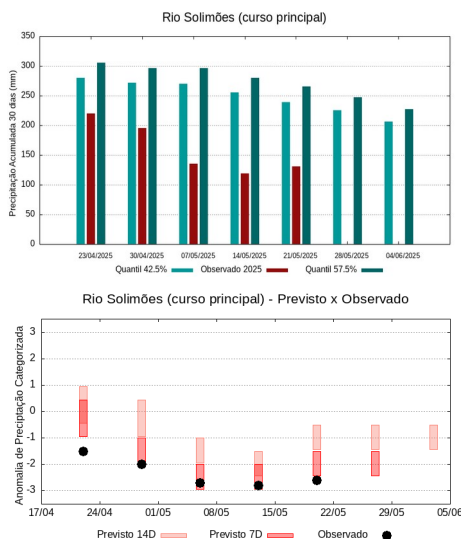 Rio Solimões (curso principal)
Precipitação Acumulada 30 dias (mm)
350
300
250
200
150
100
50
0
23/04/2025 30/04/2025 07/05/2025 14/05/2025 21/05/2025 28/05/2025 04/06/2025
Quantil 42.5% Observado 2025 Quantil 57.5%
Rio Solimões (curso principal) - Previsto x Observado
Anomalia de Preciptação Categorizada
3
2
1
0
-1
-2
-3
17/04 24/04 01/05 08/05 15/05 22/05 29/05 05/06
Previsto 14D Previsto 7D Observado